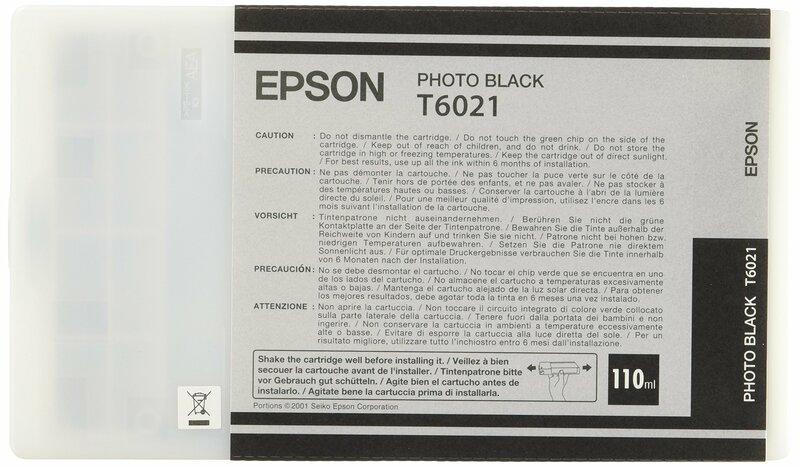 EPSON
PHOTO BLACK
T6021
CAUTION : Do not dismantle the cartridge. / Do not touch the green chip on the side of the
cartridge. / Keep out of reach of children, and do not drink. / Do not store the
cartridge in high or freezing temperatures. / Keep the cartridge out of direct sunlight.
/ For best results, use up all the ink within 6 months of installation.
PRECAUTION : Ne pas démonter la cartouche. / Ne pas toucher la puce verte sur le côté de la
cartouche. / Tenir hors de portée des enfants, et ne pas avaler. / Ne pas stocker à
des températures hautes ou basses. / Conserver la cartouche à l'abri de la lumière
directe du soleil. / Pour une meilleur qualité d'impression, utilisez l'encre dans les 6
mois suivant l'installation de la cartouche.
VORSICHT : Tintenpatrone nicht auseinandernehmen. / Berühren Sie nicht die grüne
Kontaktplatte an der Seite der Tintenpatrone. / Bewahren Sie die Tinte außerhalb der
Reichweite von Kindern auf und trinken Sie sie nicht. / Patrone nicht bei hohen bzw.
niedrigen Temperaturen aufbewahren. / Setzen Sie die Patrone nie direktem
Sonnenlicht aus. / Für optimale Druckergebnisse verbrauchen Sie die Tinte innerhalb
von 6 Monaten nach der Installation.
PRECAUCIÓN : No se debe desmontar el cartucho. / No tocar el chip verde que se encuentra en uno
de los lados del cartucho. / No almacene el cartucho a temperaturas excesivamente
altas o bajas. / Mantenga el cartucho alejado de la luz solar directa. / Para obtener
los mejores resultados, debe agotar toda la tinta en 6 meses una vez instalado.
ATTENZIONE : Non aprire la cartuccia. / Non toccare il circuito integrato di colore verde collocato
sulla parte laterale della cartuccia. / Tenere fuori dalla portata dei bambini e non
ingerire. / Non conservare la cartuccia in ambienti a temperature eccessivamente
alte o basse. / Evitare di esporre la cartuccia alla luce diretta del sole. / Per un
risultato migliore, utilizzare tutto l'inchiostro entro 6 mesi dall'installazione.
Shake the cartridge well before installing it. / Veillez à bien
secouer la cartouche avant de l'installer. / Tintenpatrone bitte
vor Gebrauch gut schütteln. / Agite bien el cartucho antes de
instalarlo. / Agitate bene la cartuccia prima di installarla.
110ml
Portions ©2001 Seiko Epson Corporation
EPSON
PHOTO BLACK T6021